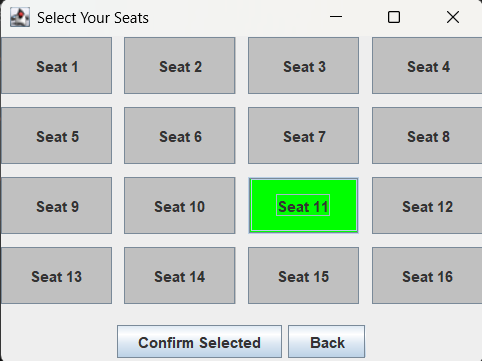 Select Your Seats
Seat 1 Seat 2 Seat 3 Seat 4
Seat 5 Seat 6 Seat 7 Seat 8
Seat 9 Seat 10 Seat 11 Seat 12
Seat 13 Seat 14 Seat 15 Seat 16
Confirm Selected Back